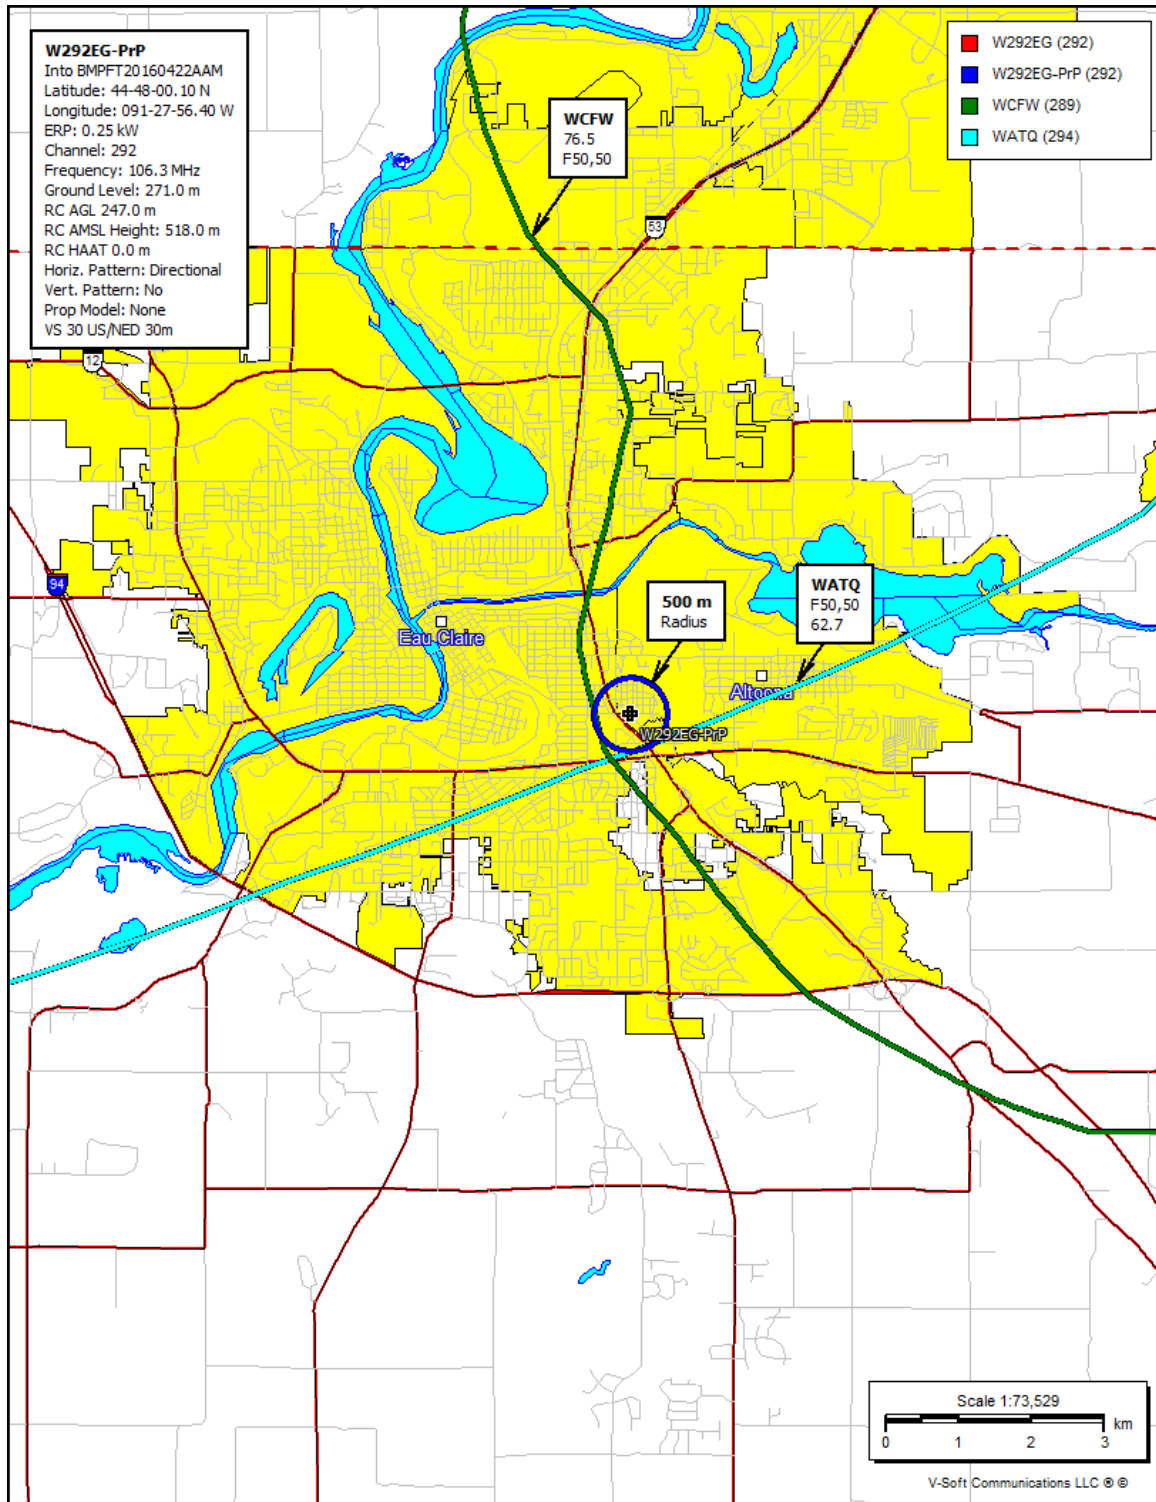 W292EG-PrP
Into BMPFT20160422AAM
Latitude: 44-48-00.10 N
Longitude: 091-27-56.40 W
ERP: 0.25 kW
Channel: 292
Frequency: 106.3 MHz
Ground Level: 271.0 m
RC AGL 247.0 m
RC AMSL Height: 518.0 m
RC HAAT 0.0 m
Horiz. Pattern: Directional
Vert. Pattern: No
Prop Model: None
VS 30 US/NED 30m
W292EG (292)
W292EG-PrP (292)
WCFW (289)
WATQ (294)
WCFW
76.5
F50,50
53
12
94
500 m
Radius
WATQ
F50,50
62.7
Eau Claire
Altoona
W292EG-PrP
Scale 1:73,529
km
0 1 2 3
V-Soft Communications LLC ® ©